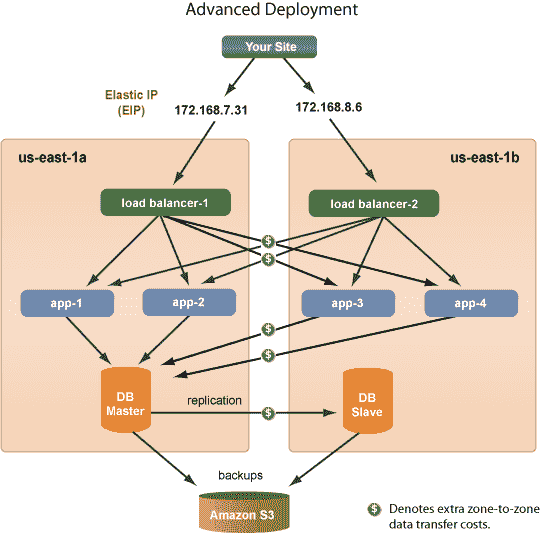 Advanced Deployment
Your Site
Elastic IP
(EIP)
172.168.7.31
172.168.8.6
us-east-1a
us-east-1b
load balancer-1
load balancer-2
$
$
app-1
app-2
app-3
app-4
$
$
DB
Master
replication
$
DB
Slave
backups
Amazon S3
$ Denotes extra zone-to-zone
data transfer costs.